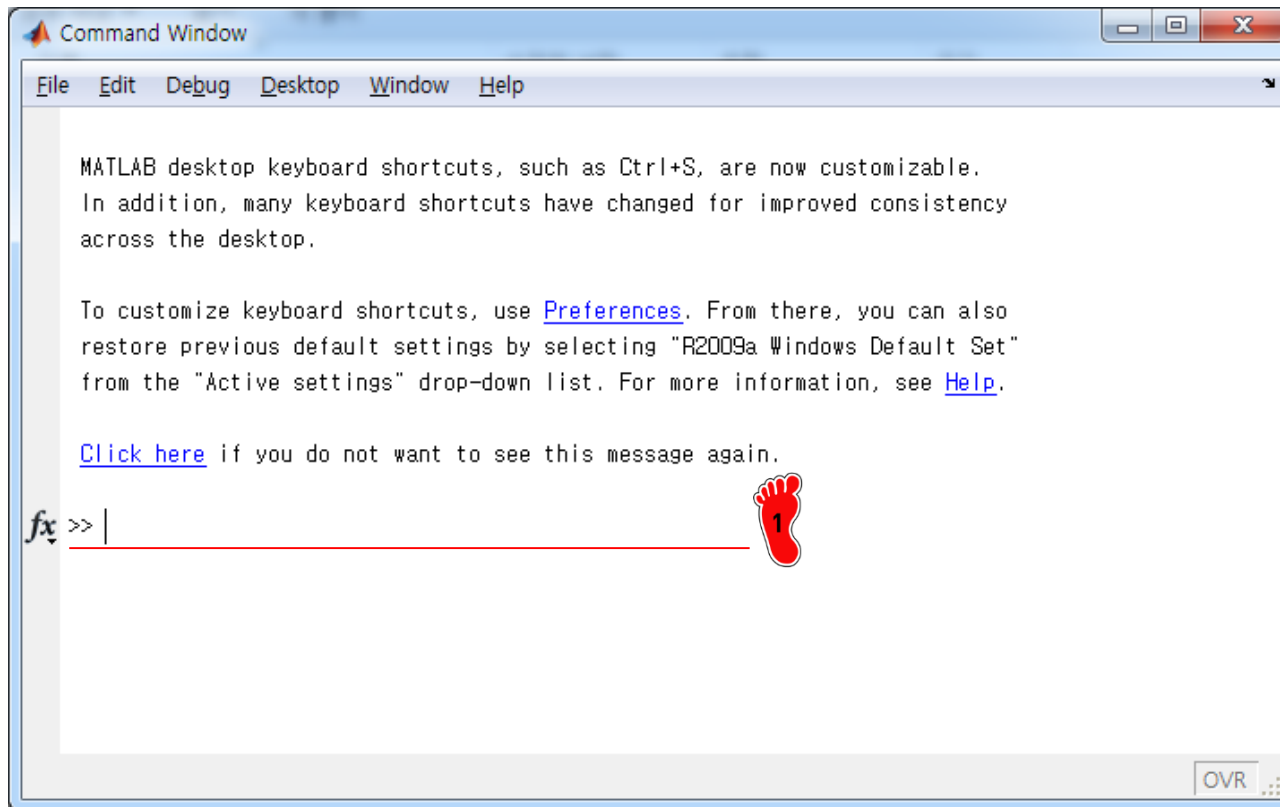 Command Window
File Edit Debug Desktop Window Help
MATLAB desktop keyboard shortcuts, such as Ctrl+S, are now customizable.
In addition, many keyboard shortcuts have changed for improved consistency
across the desktop.
To customize keyboard shortcuts, use Preferences. From there, you can also
restore previous default settings by selecting "R2009a Windows Default Set"
from the "Active settings" drop-down list. For more information, see Help.
Click here if you do not want to see this message again.
fx >>
1
OVR